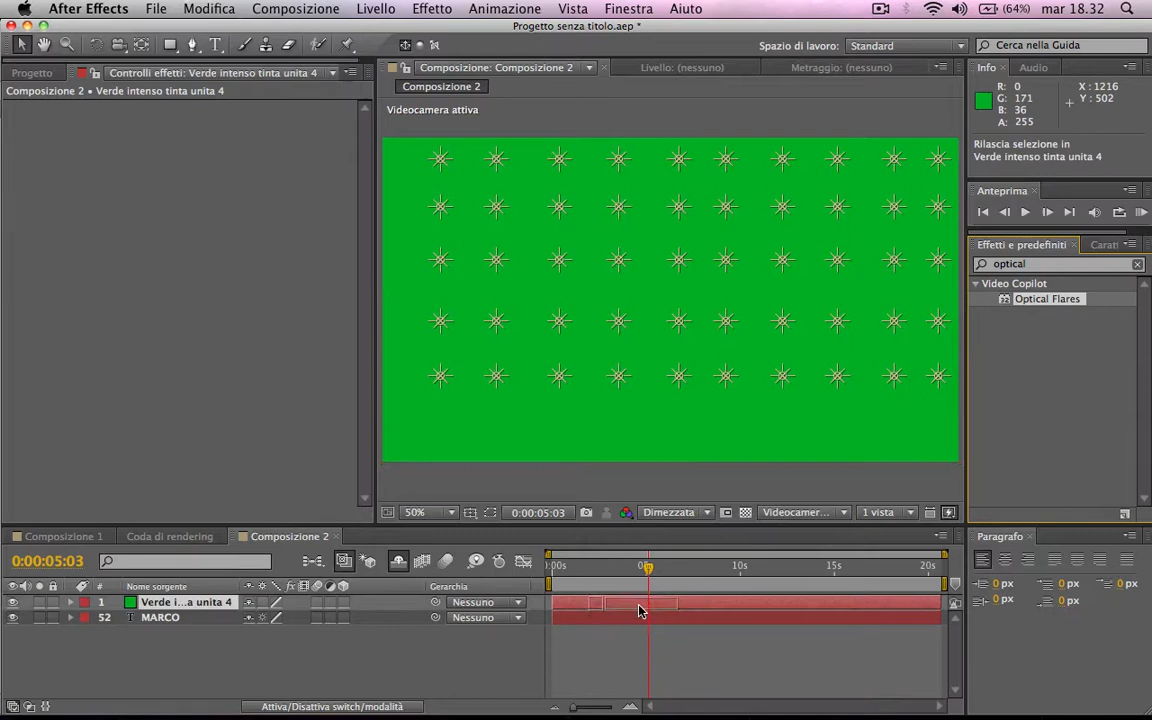 After Effects File Modifica Composizione Livello Effetto Animazione Vista Finestra Aiuto (64%) mar 18.32
Progetto senza titolo.aep *
Spazio di lavoro: Standard Cerca nella Guida
Progetto Controlli effetti: Verde intenso tinta unita 4 Composizione: Composizione 2 Livello: (nessuno) Metraggio: (nessuno) Info Audio
Composizione 2 • Verde intenso tinta unita 4 Composizione 2
Videocamera attiva
R: 0 X : 1216
G: 171 Y : 502
B: 36
A: 255
Rilascia selezione in
Verde intenso tinta unita 4
Anteprima
Effetti e predefiniti Carati
optical
Video Copilot
Optical Flares
50% 0:00:05:03 Dimezzata Videocamer... 1 vista
Composizione 1 Coda di rendering Composizione 2 Paragrafo
0:00:05:03 :00s 10s 15s 20s
# Nome sorgente fx Gerarchia
1 Verde i...a unita 4 Nessuno
52 T MARCO Nessuno
0 px 0 px 0 px
0 px 0 px
Attiva/Disattiva switch/modalità